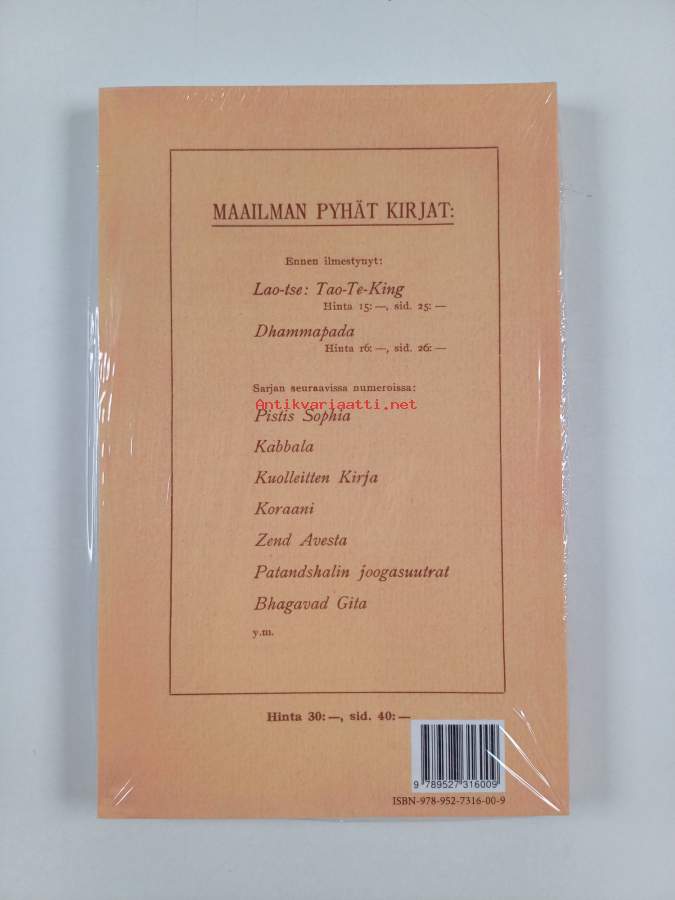 MAAILMAN PYHÄT KIRJAT:
Ennen ilmestynyt:
Lao-tse: Tao-Te-King
Hinta 15: —, sid. 25: —
Dhammapada
Hinta 16: —, sid. 26: —
Sarjan seuraavissa numeroissa:
Antikvariaatti.net
Pistis Sophia
Kabbala
Kuolleitten Kirja
Koraani
Zend Avesta
Patandshalin joogasuutrat
Bhagavad Gita
y.m.
Hinta 30: —, sid. 40: —
9 789527 316009
ISBN-978-952-7316-00-9